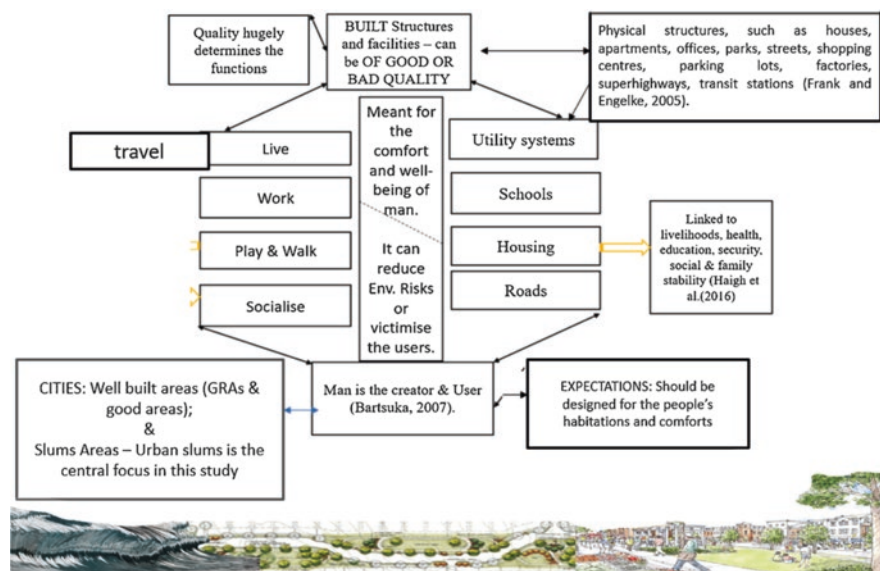 Quality hugely
determines the
functions
BUILT Structures
and facilities – can
be OF GOOD OR
BAD QUALITY
Physical structures, such as houses,
apartments, offices, parks, streets, shopping
centres, parking lots, factories,
superhighways, transit stations (Frank and
Engelke, 2005).
travel
Live
Work
Play & Walk
Socialise
Meant for
the
comfort
and well-
being of
man.
It can
reduce
Env. Risks
or
victimise
the users.
Utility systems
Schools
Housing
Roads
Linked to
livelihoods, health,
education, security,
social & family
stability (Haigh et
al.(2016)
CITIES: Well built areas (GRAs &
good areas);
&
Slums Areas – Urban slums is the
central focus in this study
Man is the creator & User
(Bartsuka, 2007).
EXPECTATIONS: Should be
designed for the people's
habitations and comforts